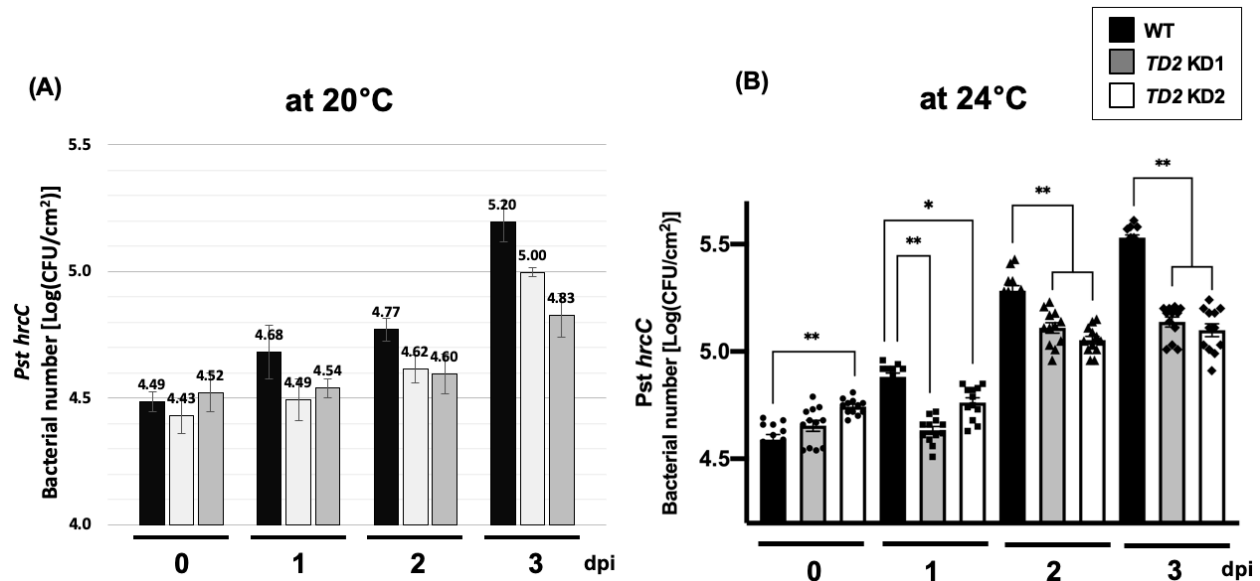 WT
TD2 KD1
TD2 KD2
(A)
at 20°C
Pst hrcC
Bacterial number [Log(CFU/cm²)]
5.5
5.0
4.5
4.0
4.49
4.43
4.52
4.68
4.49
4.54
4.77
4.62
4.60
5.20
5.00
4.83
0
1
2
3
dpi
(B)
at 24°C
Pst hrcC
Bacterial number [Log(CFU/cm²)]
5.5
5.0
4.5
**
*
**
**
**
0
1
2
3
dpi